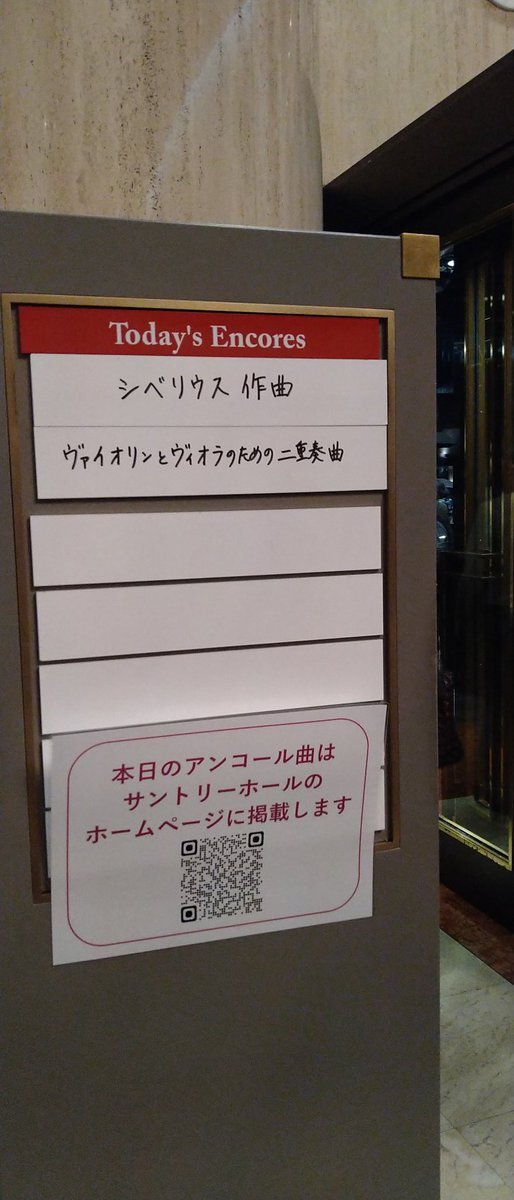 Today's Encores
シベリウス 作曲
ヴァイオリンとヴィオラのための二重奏曲
本日のアンコール曲は
サントリーホールの
ホームページに掲載します